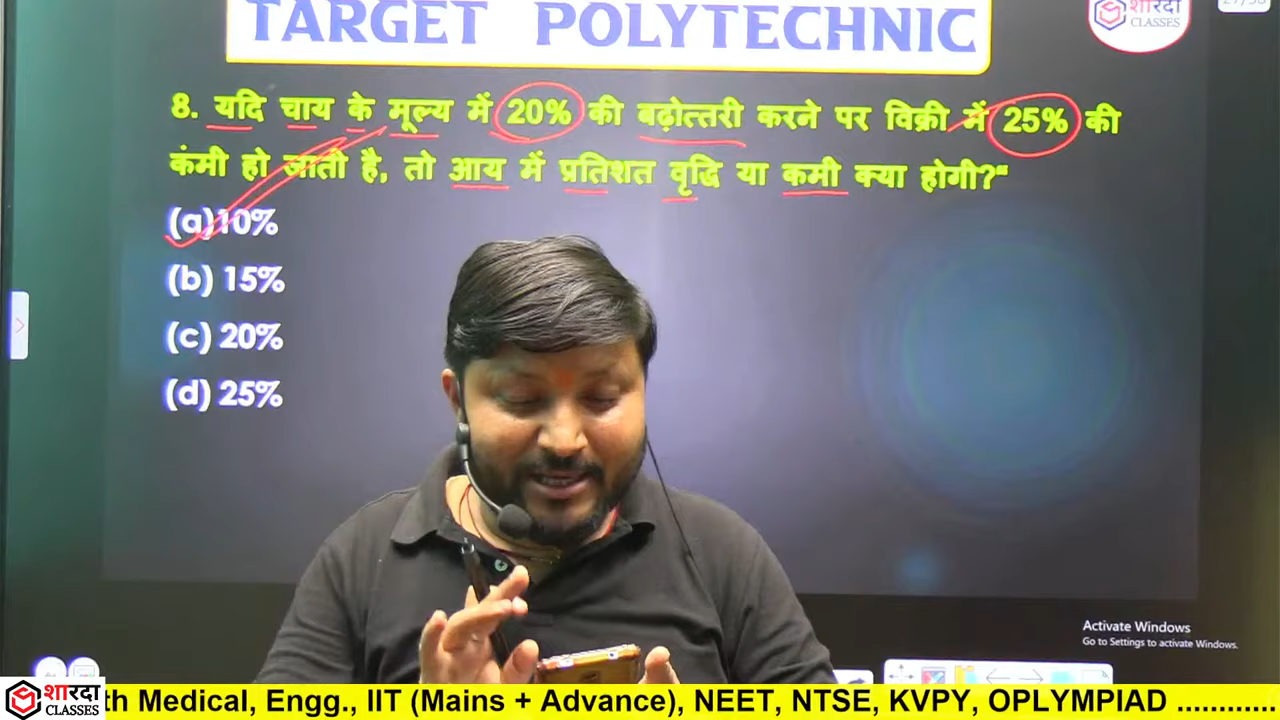 TARGET POLYTECHNIC
शारदा
CLASSES
8. यदि चाय के मूल्य में 20% की बढ़ोत्तरी करने पर विक्री में 25% की
कंमी हो जाती है, तो आय में प्रतिशत वृद्धि या कमी क्या होगी?"
(a) 10%
(b) 15%
(c) 20%
(d) 25%
Activate Windows
Go to Settings to activate Windows.
शारदा
CLASSES
th Medical, Engg., IIT (Mains + Advance), NEET, NTSE, KVPY, OPLYMPIAD ............